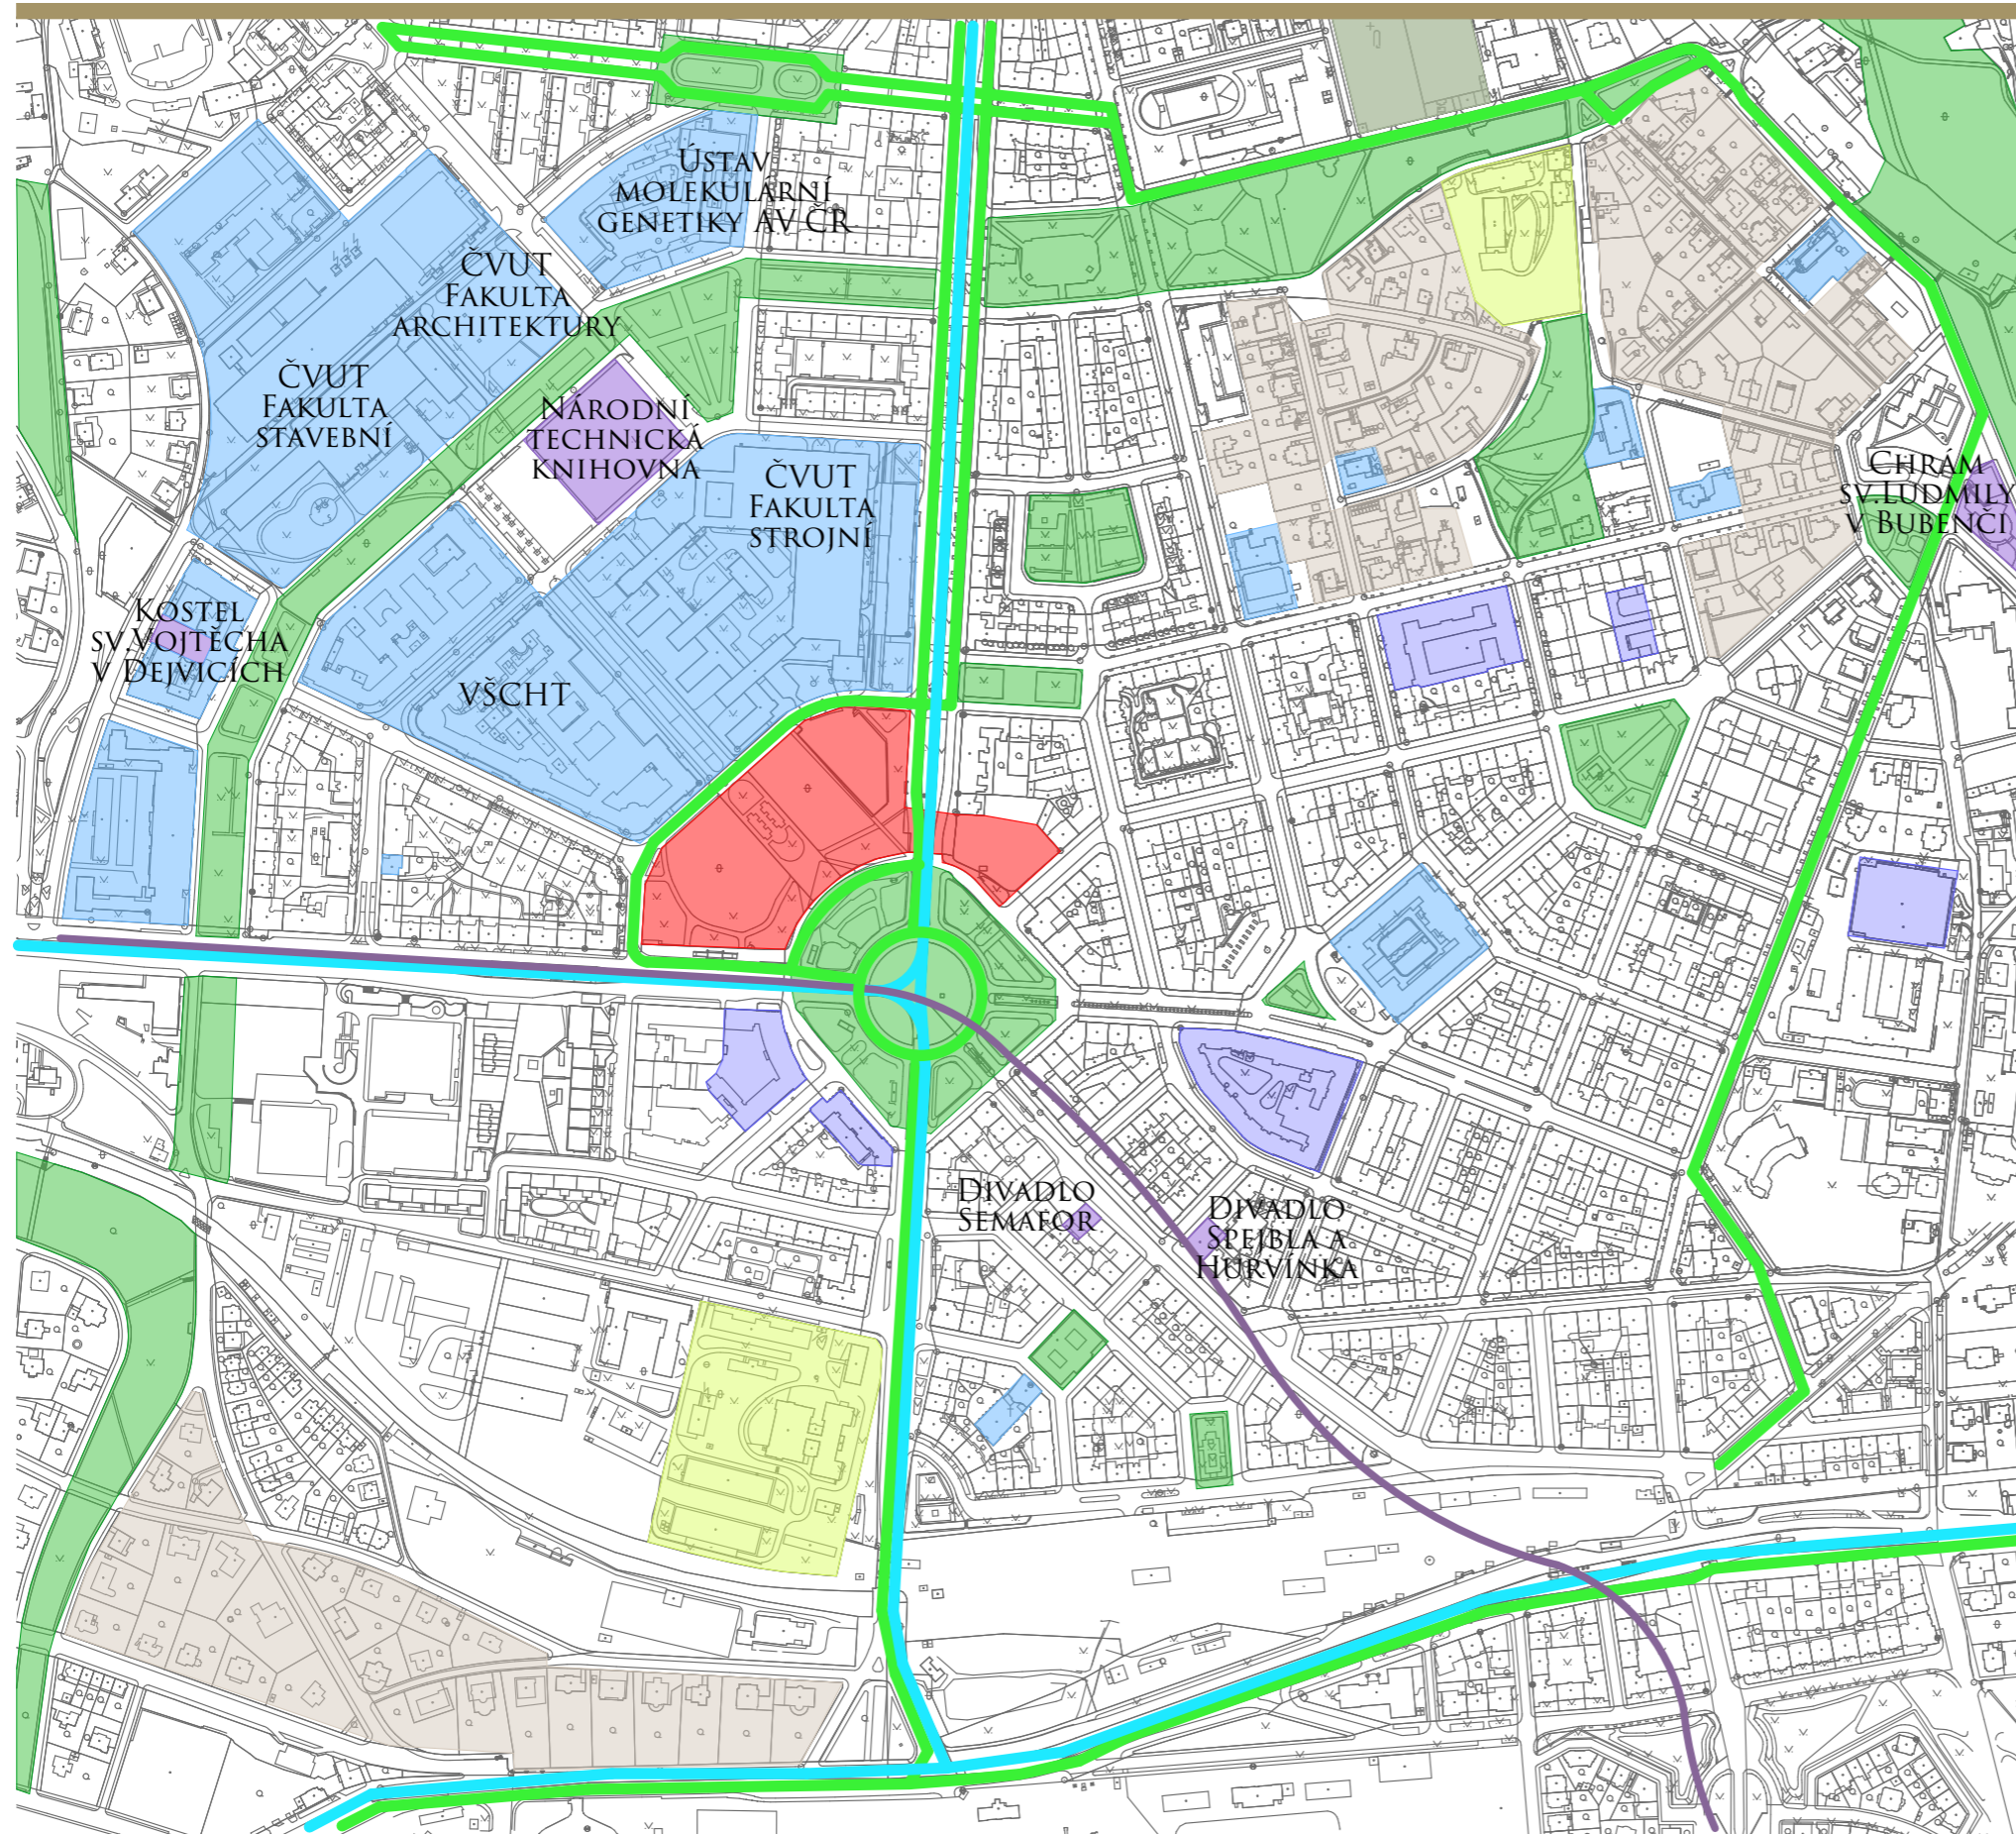 ÚSTAV
MOLEKULÁRNÍ
GENETIKY AV ČR
ČVUT
FAKULTA
ARCHITEKTURY
ČVUT
FAKULTA
STAVEBNÍ
NÁRODNÍ
TECHNICKÁ
KNIHOVNA
ČVUT
FAKULTA
STROJNÍ
CHRÁM
SV.LUDMILY
V BUBENČI
KOSTEL
SV.VOJTĚCHA
V DEJVICÍCH
VŠCHT
DIVADLO
SEMAFOR
DIVADLO
SPEJBLA A
HURVÍNKA